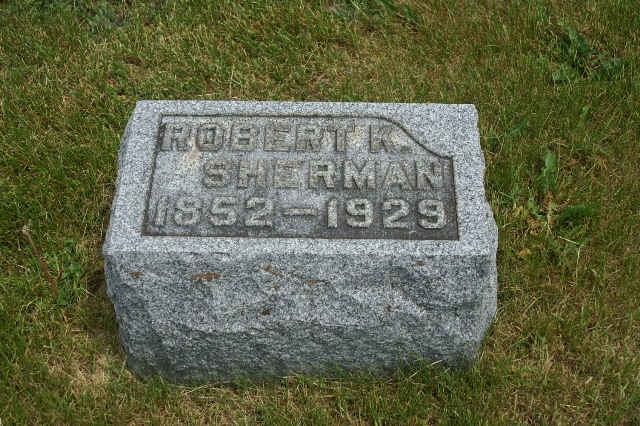 ROBERT K.
SHERMAN
1852—1929